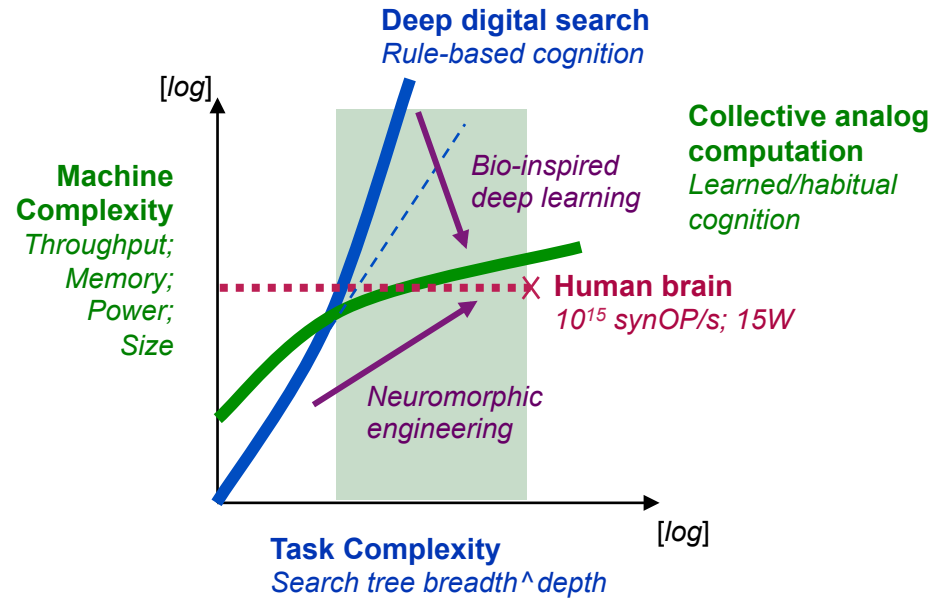 Deep digital search
Rule-based cognition
[log]
Collective analog
computation
Learned/habitual
cognition
Bio-inspired
deep learning
Machine
Complexity
Throughput;
Memory;
Power;
Size
Human brain
10¹⁵ synOP/s; 15W
Neuromorphic
engineering
[log]
Task Complexity
Search tree breadth^depth